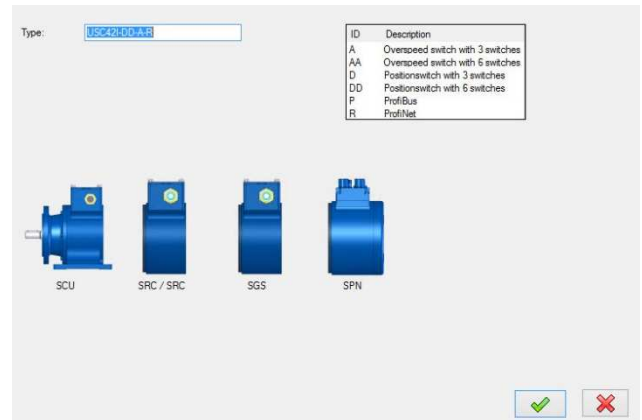 Type: USC42I-DD-A-R
ID Description
A Overspeed switch with 3 switches
AA Overspeed switch with 6 switches
D Positionswitch with 3 switches
DD Positionswitch with 6 switches
P ProfiBus
R ProfiNet
SCU SRC / SRC SGS SPN